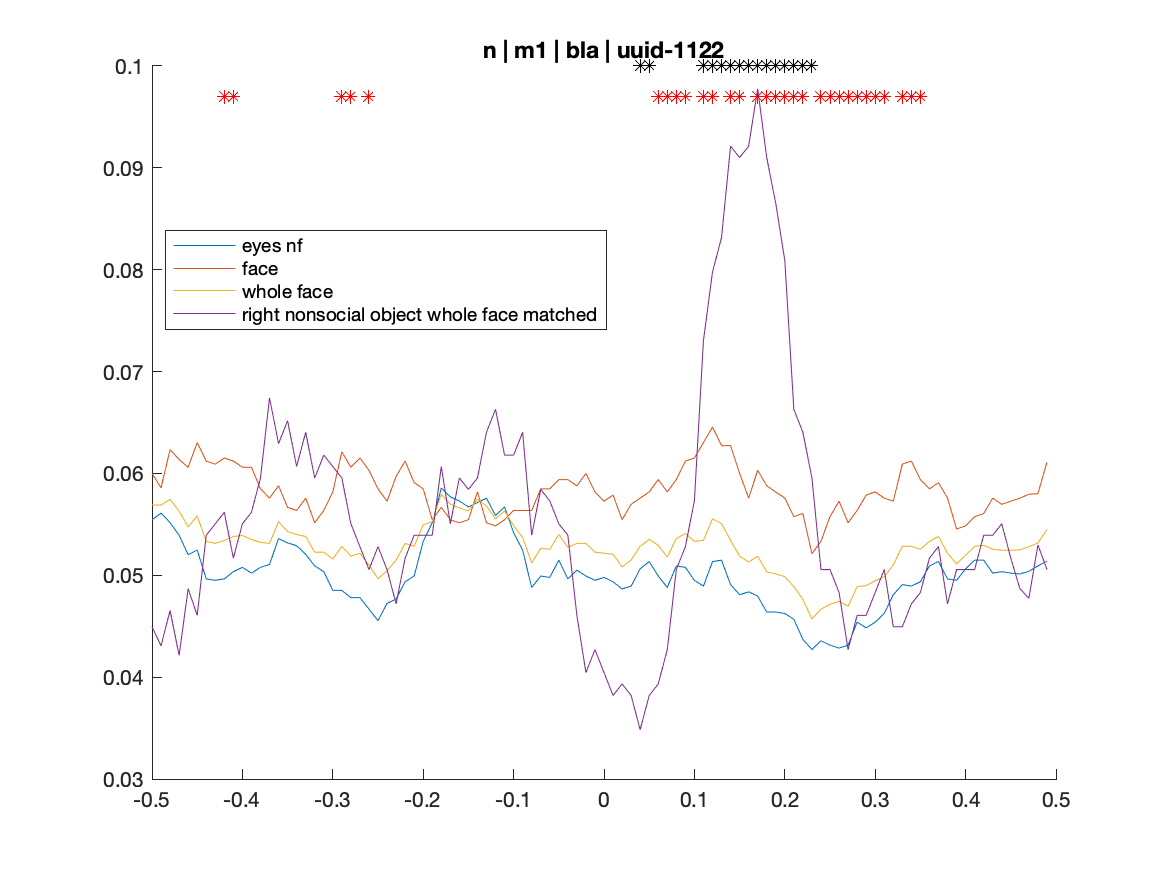 n | m1 | bla | uuid-1122
0.1
0.09
0.08
0.07
0.06
0.05
0.04
0.03
eyes nf
face
whole face
right nonsocial object whole face matched
-0.5 -0.4 -0.3 -0.2 -0.1 0 0.1 0.2 0.3 0.4 0.5